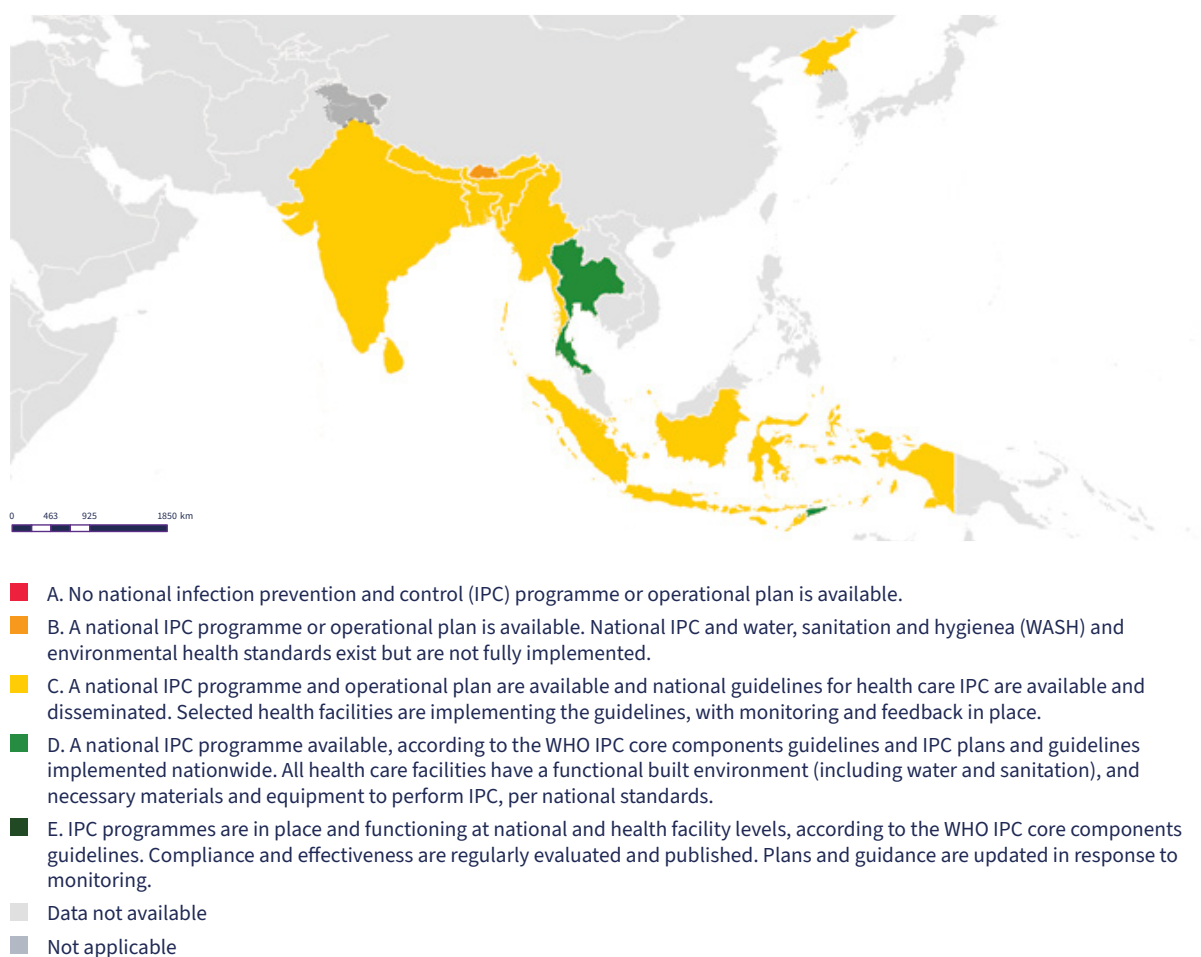 0 463 925 1850 km
A. No national infection prevention and control (IPC) programme or operational plan is available.
B. A national IPC programme or operational plan is available. National IPC and water, sanitation and hygienea (WASH) and
environmental health standards exist but are not fully implemented.
C. A national IPC programme and operational plan are available and national guidelines for health care IPC are available and
disseminated. Selected health facilities are implementing the guidelines, with monitoring and feedback in place.
D. A national IPC programme available, according to the WHO IPC core components guidelines and IPC plans and guidelines
implemented nationwide. All health care facilities have a functional built environment (including water and sanitation), and
necessary materials and equipment to perform IPC, per national standards.
E. IPC programmes are in place and functioning at national and health facility levels, according to the WHO IPC core components
guidelines. Compliance and effectiveness are regularly evaluated and published. Plans and guidance are updated in response to
monitoring.
Data not available
Not applicable